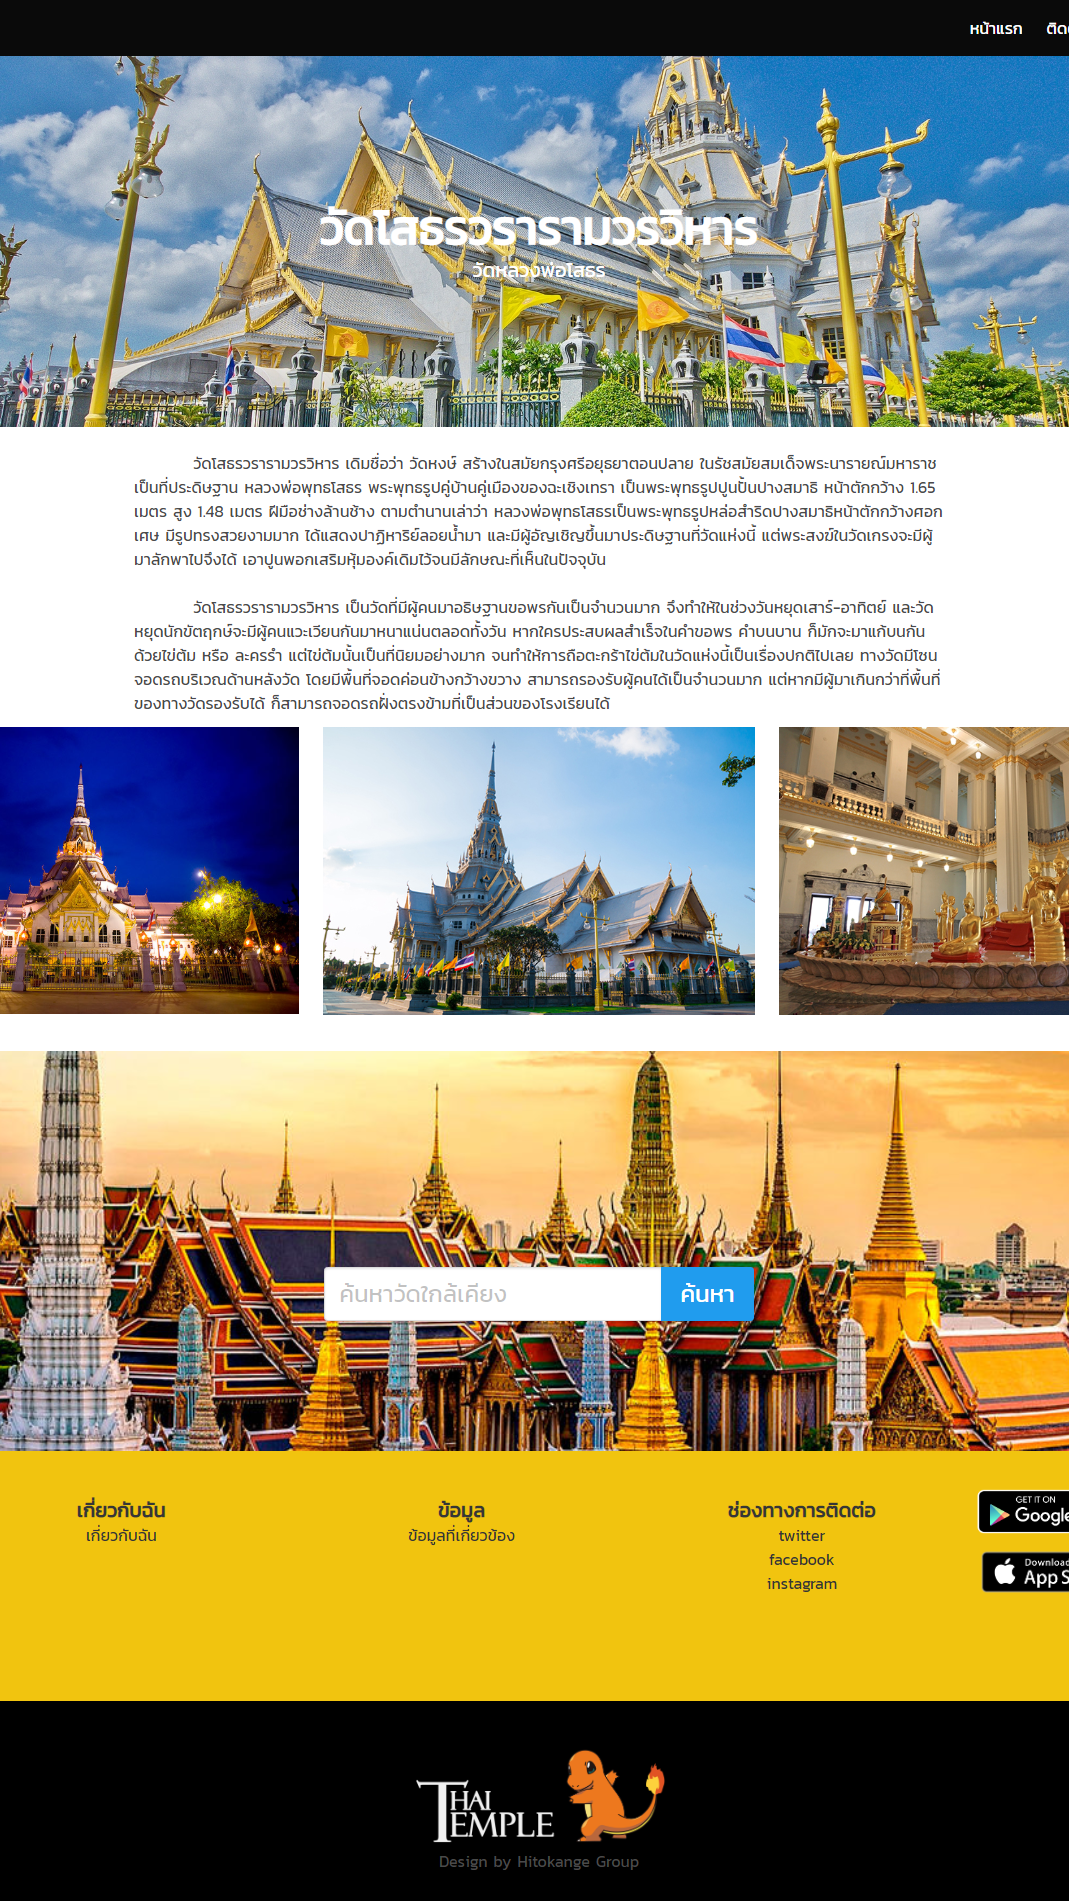 หน้าแรก
วัดโสธรวรารามวรวิหาร
วัดหลวงพ่อโสธร
วัดโสธรวรารามวรวิหาร เดิมชื่อว่า วัดหงษ์ สร้างในสมัยกรุงศรีอยุธยาตอนปลาย ในรัชสมัยสมเด็จพระนารายณ์มหาราช
เป็นที่ประดิษฐาน หลวงพ่อพุทธโสธร พระพุทธรูปคู่บ้านคู่เมืองของฉะเชิงเทรา เป็นพระพุทธรูปปูนปั้นปางสมาธิ หน้าตักกว้าง 1.65
เมตร สูง 1.48 เมตร ฝีมือช่างล้านช้าง ตามตำนานเล่าว่า หลวงพ่อพุทธโสธรเป็นพระพุทธรูปหล่อสำริดปางสมาธิหน้าตักกว้างศอก
เศษ มีรูปทรงสวยงามมาก ได้แสดงปาฏิหาริย์ลอยน้ำมา และมีผู้อัญเชิญขึ้นมาประดิษฐานที่วัดแห่งนี้ แต่พระสงฆ์ในวัดเกรงจะมีผู้
มาลักพาไปจึงได้ เอาปูนพอกเสริมหุ้มองค์เดิมไว้จนมีลักษณะที่เห็นในปัจจุบัน
วัดโสธรวรารามวรวิหาร เป็นวัดที่มีผู้คนมาอธิษฐานขอพรกันเป็นจำนวนมาก จึงทำให้ในช่วงวันหยุดเสาร์-อาทิตย์ และวัด
หยุดนักขัตฤกษ์จะมีผู้คนแวะเวียนกันมาหนาแน่นตลอดทั้งวัน หากใครประสบผลสำเร็จในคำขอพร คำบนบาน ก็มักจะมาแก้บนกัน
ด้วยไข่ต้ม หรือ ละครรำ แต่ไข่ต้มนั้นเป็นที่นิยมอย่างมาก จนทำให้การถือตะกร้าไข่ต้มในวัดแห่งนี้เป็นเรื่องปกติไปเลย ทางวัดมีโซน
จอดรถบริเวณด้านหลังวัด โดยมีพื้นที่จอดค่อนข้างกว้างขวาง สามารถรองรับผู้คนได้เป็นจำนวนมาก แต่หากมีผู้มาเกินกว่าที่พื้นที่
ของทางวัดรองรับได้ ก็สามารถจอดรถฝั่งตรงข้ามที่เป็นส่วนของโรงเรียนได้
ค้นหาวัดใกล้เคียง ค้นหา
เกี่ยวกับฉัน ข้อมูล ช่องทางการติดต่อ
เกี่ยวกับฉัน ข้อมูลที่เกี่ยวข้อง twitter
facebook
instagram
GET IT ON
Google
Download
App S
THAI
TEMPLE
Design by Hitokange Group